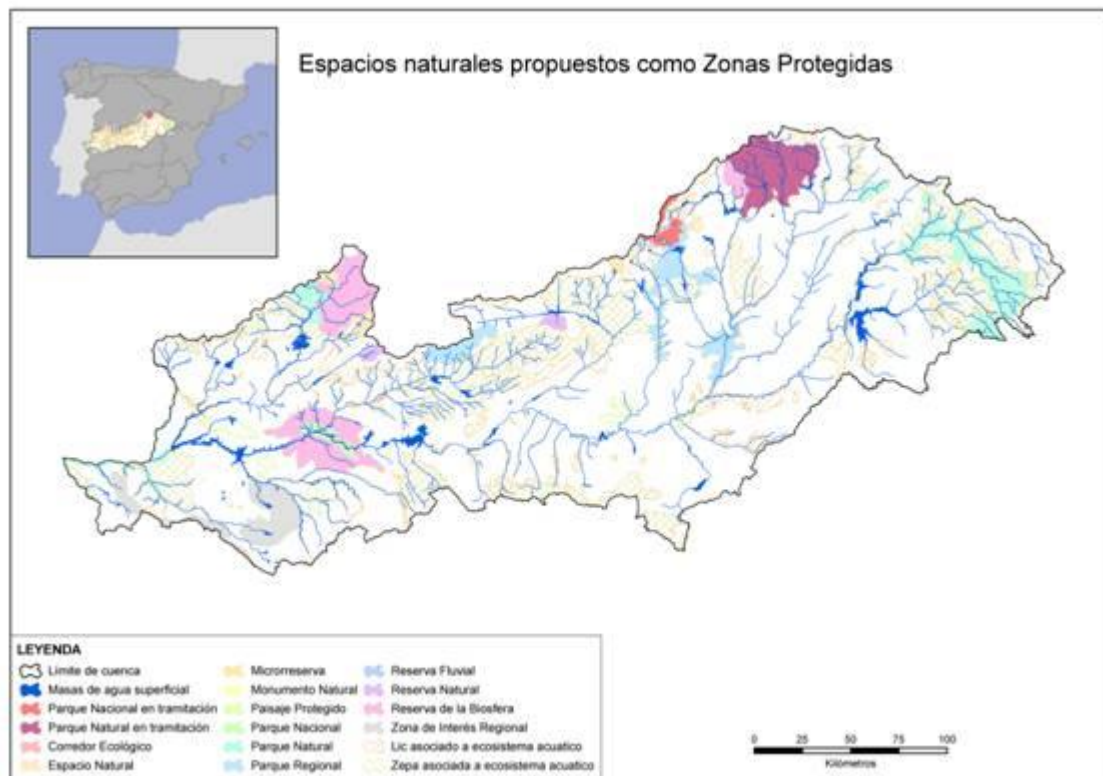 Espacios naturales propuestos como Zonas Protegidas
LEYENDA
Límite de cuenca
Masas de agua superficial
Parque Nacional en tramitación
Parque Natural en tramitación
Corredor Ecológico
Espacio Natural
Microrreserva
Monumento Natural
Paisaje Protegido
Parque Nacional
Parque Natural
Parque Regional
Reserva Fluvial
Reserva Natural
Reserva de la Biosfera
Zona de Interés Regional
Lic asociado a ecosistema acuatico
Zepa asociada a ecosistema acuatico
0 25 50 75 100
Kilómetros